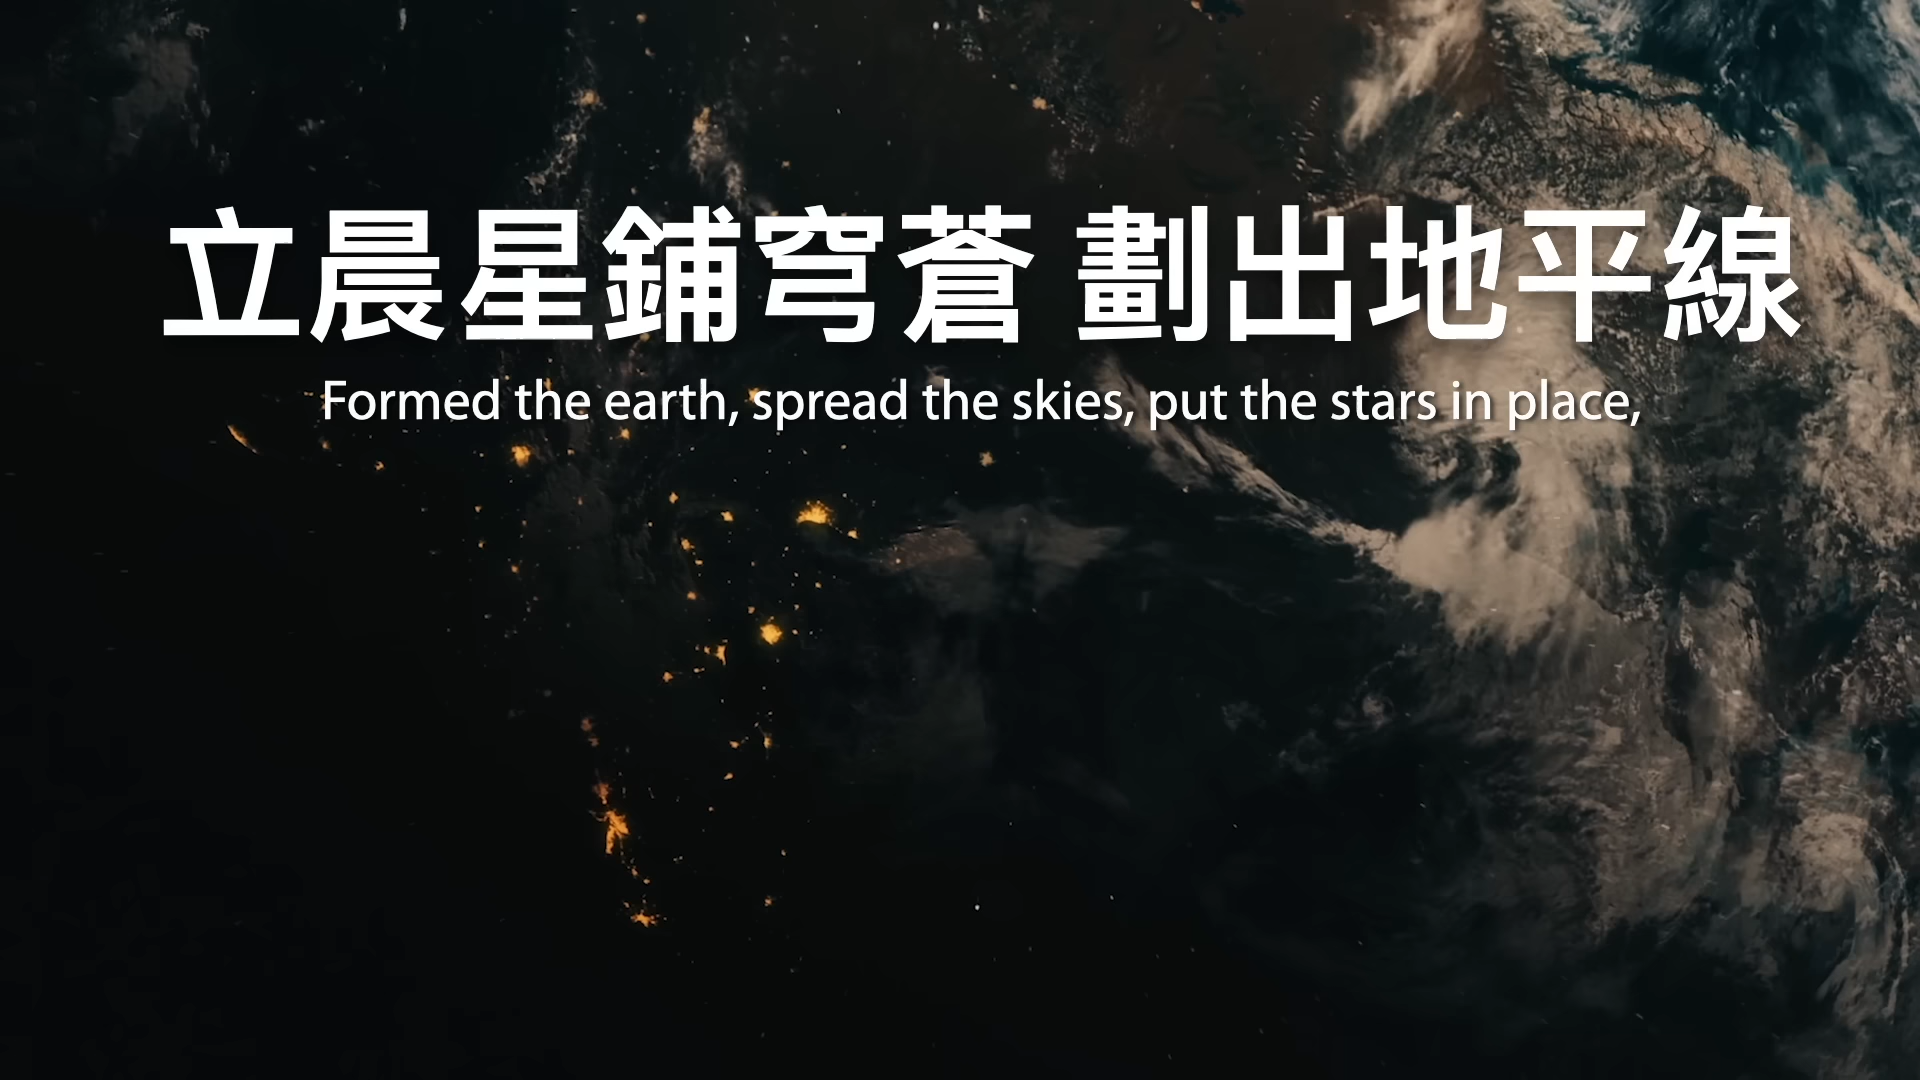 立晨星鋪穹蒼 劃出地平線
Formed the earth, spread the skies, put the stars in place,